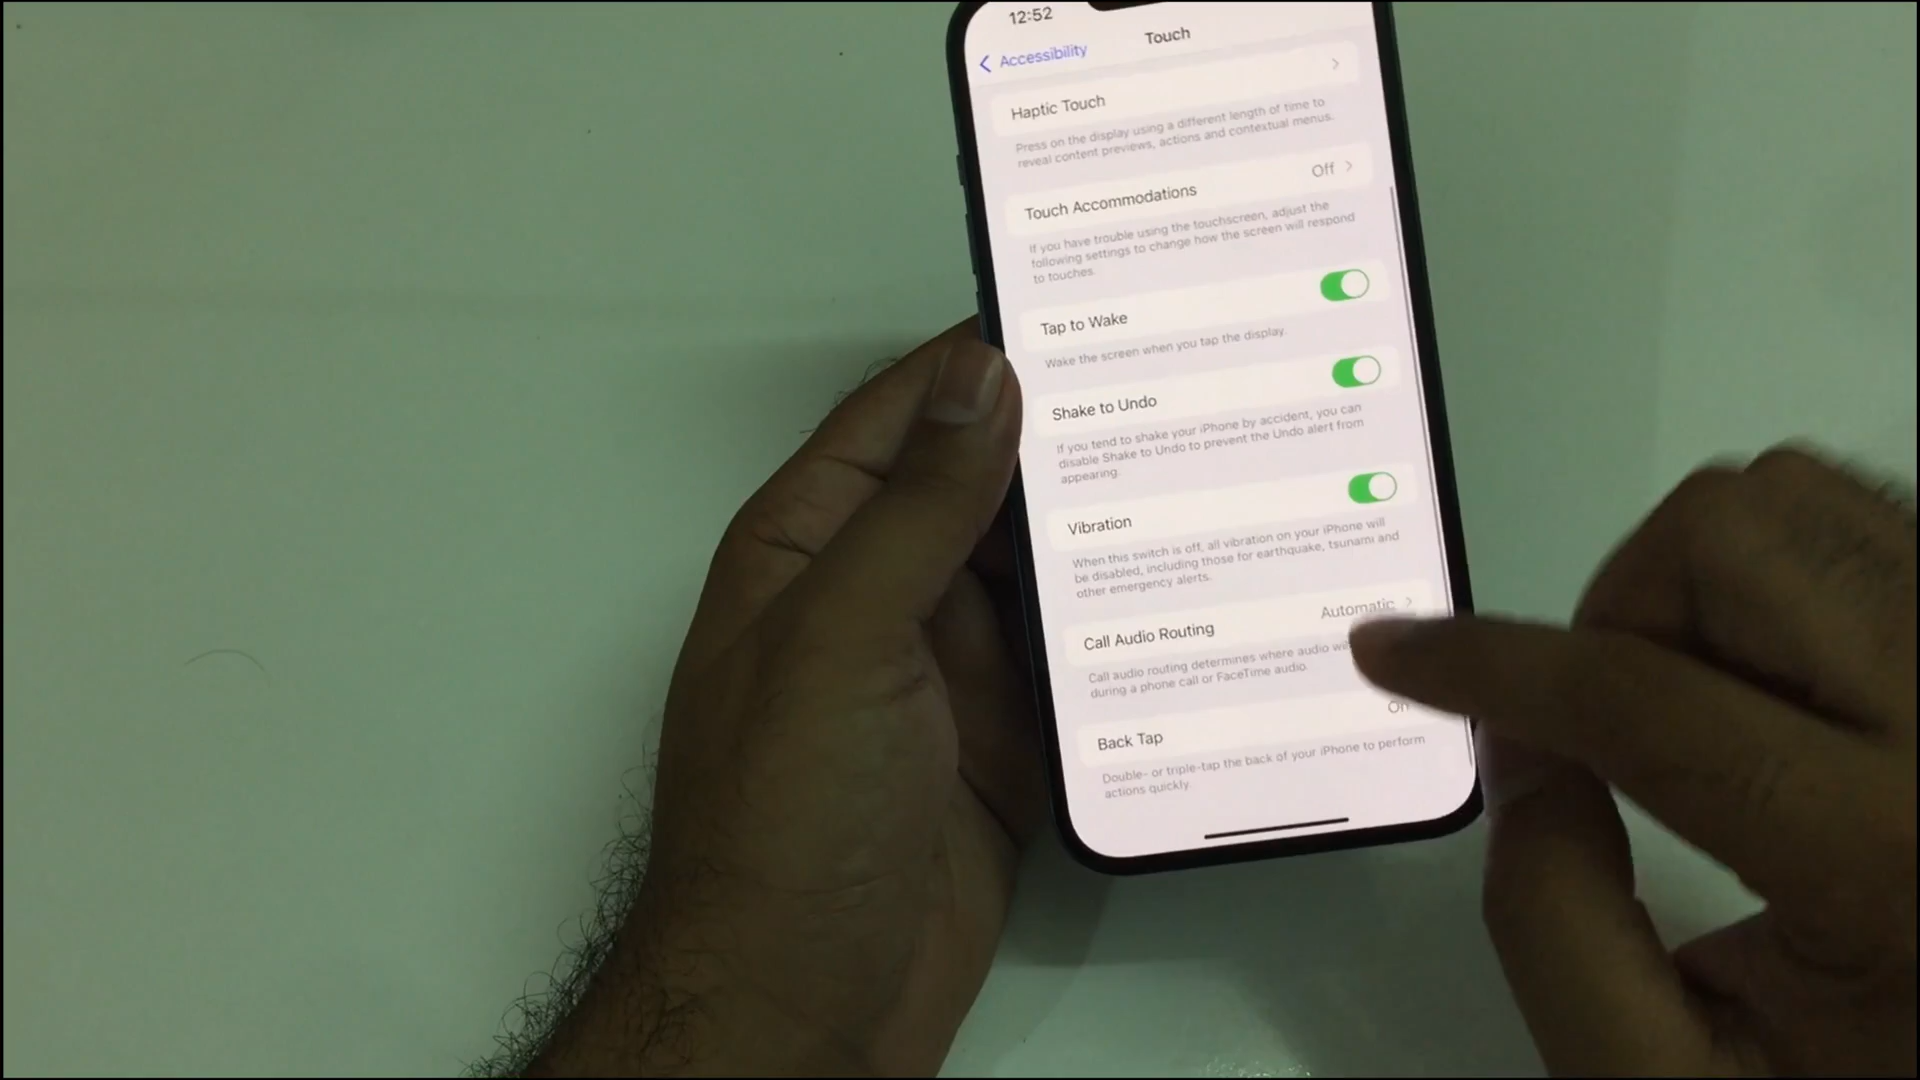 12:52
Accessibility
Touch
Haptic Touch
Press on the display using a different length of time to
reveal content previews, actions and contextual menus.
Touch Accommodations
Off
If you have trouble using the touchscreen, adjust the
following settings to change how the screen will respond
to touches.
Tap to Wake
Wake the screen when you tap the display.
Shake to Undo
If you tend to shake your iPhone by accident, you can
disable Shake to Undo to prevent the Undo alert from
appearing.
Vibration
When this switch is off, all vibration on your iPhone will
be disabled, including those for earthquake, tsunami and
other emergency alerts.
Call Audio Routing
Automatic
Call audio routing determines where audio
during a phone call or FaceTime audio
Back Tap
On
Double- or triple-tap the back of your iPhone to perform
actions quickly.